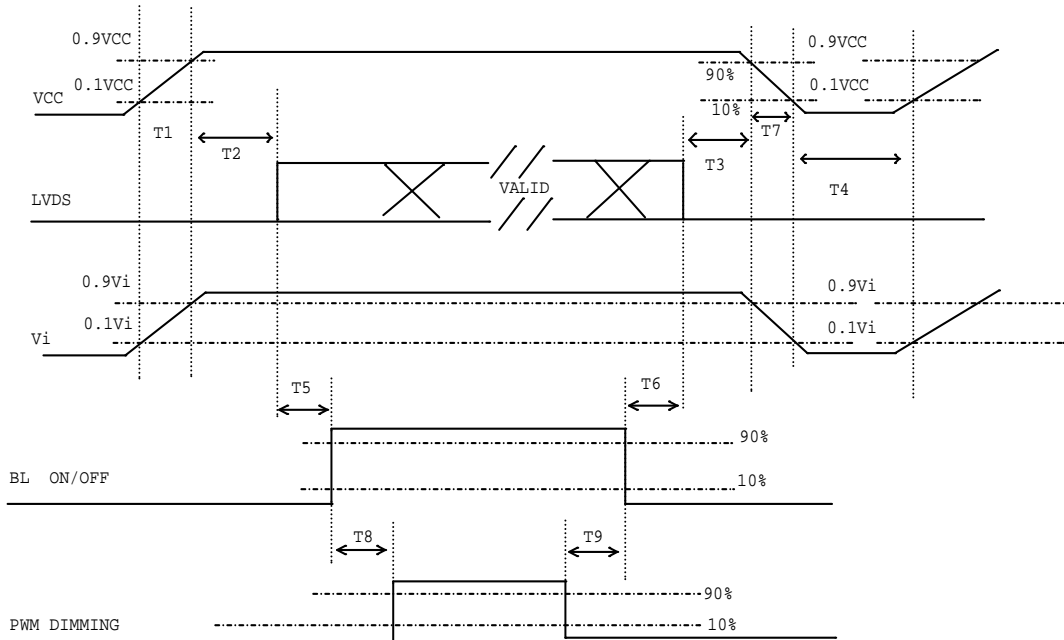 0.9VCC
0.9VCC
90%
0.1VCC
0.1VCC
VCC
10%
T1
T2
T3
T7
T4
LVDS
VALID
0.9Vi
0.9Vi
0.1Vi
0.1Vi
Vi
T5
T6
90%
BL ON/OFF
10%
T8
T9
90%
PWM DIMMING
10%